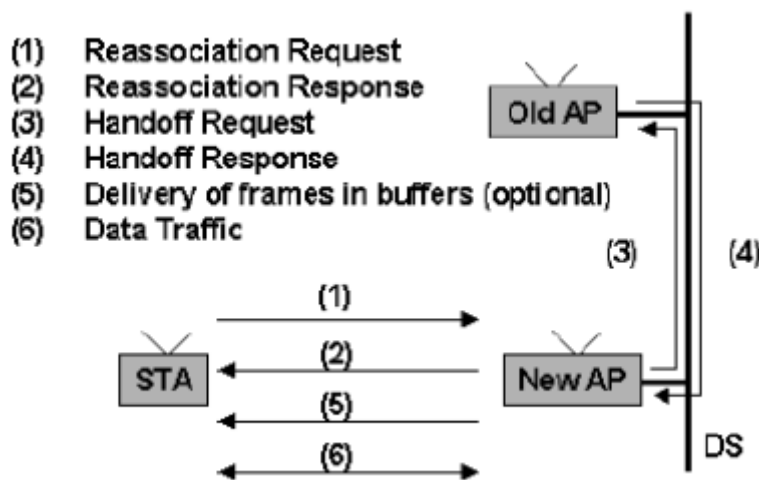 (1) Reassociation Request
(2) Reassociation Response
(3) Handoff Request
(4) Handoff Response
(5) Delivery of frames in buffers (optional)
(6) Data Traffic
Old AP
(3)
(4)
(1)
(2)
(5)
(6)
STA
New AP
DS